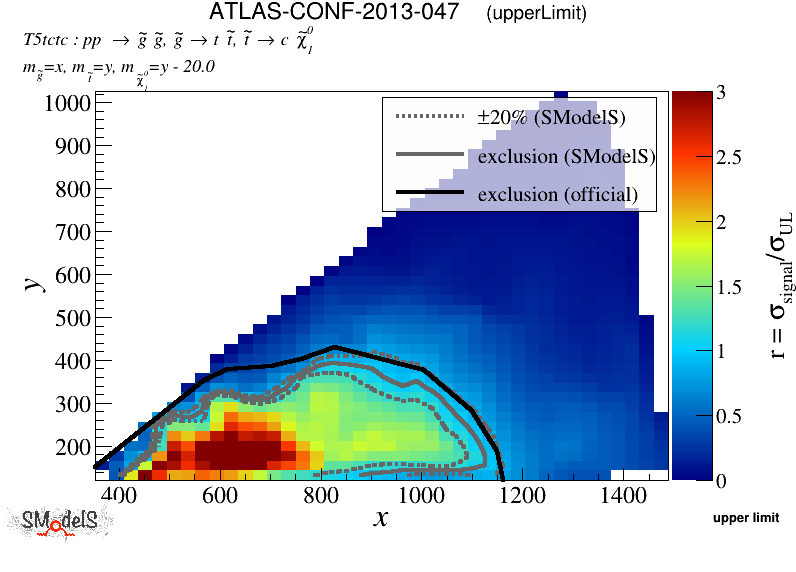 ATLAS-CONF-2013-047 (upperLimit)
T5tctc : pp → g̃ g̃, g̃ → t t̃, t̃ → c χ̃⁰₁
m_g̃=x, m_t̃=y, m_χ̃⁰₁=y - 20.0
±20% (SModelS)
exclusion (SModelS)
exclusion (official)
1000
900
800
700
600
500
400
300
200
y
400 600 800 1000 1200 1400
x
3
2.5
2
1.5
1
0.5
0
r = σ_signal/σ_UL
SModelS
upper limit